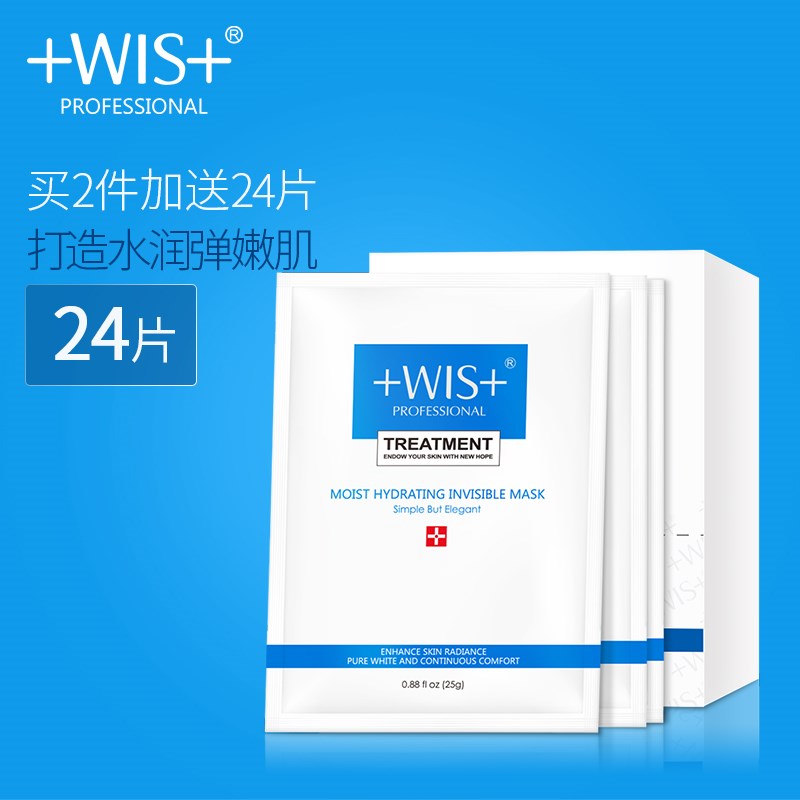 +WIS+®
PROFESSIONAL
买2件加送24片
打造水润弹嫩肌
24片
+WIS+®
PROFESSIONAL
TREATMENT
ENDOW YOUR SKIN WITH NEW HOPE
MOIST HYDRATING INVISIBLE MASK
Simple But Elegant
ENHANCE SKIN RADIANCE
PURE WHITE AND CONTINUOUS COMFORT
0.88 fl oz (25g)